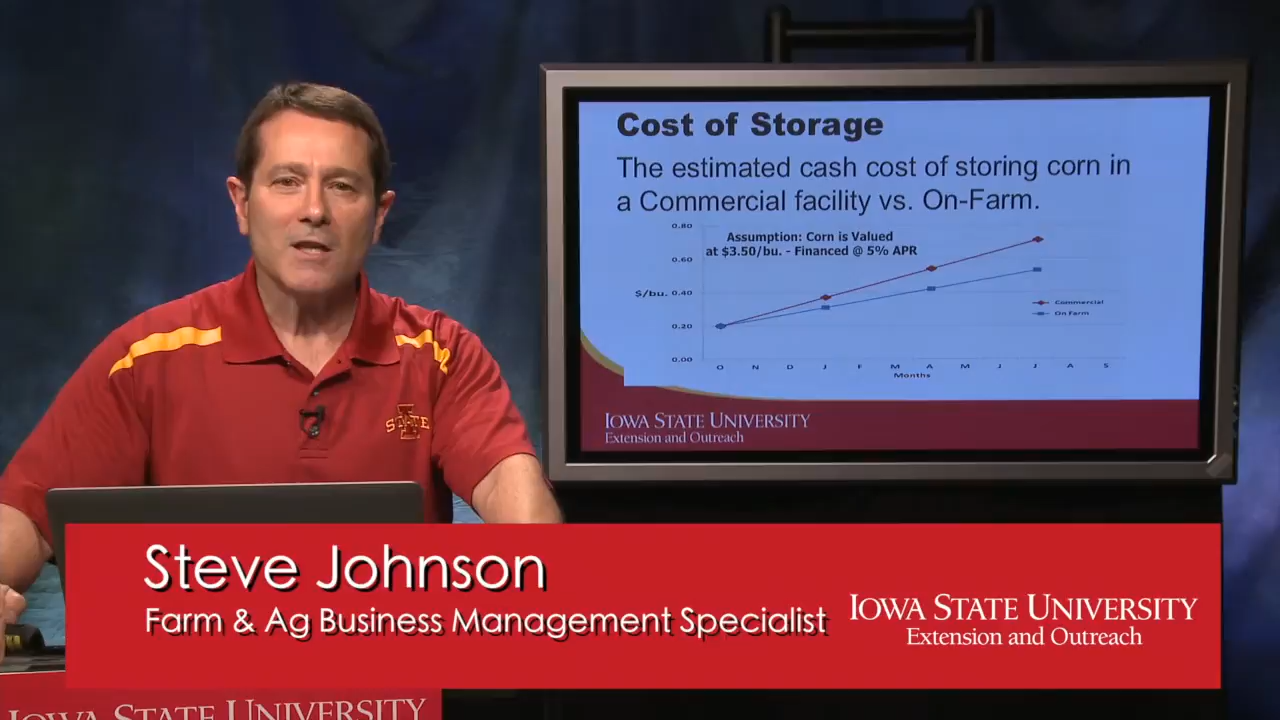 Cost of Storage
The estimated cash cost of storing corn in
a Commercial facility vs. On-Farm.
0.80
Assumption: Corn is Valued
at $3.50/bu. - Financed @ 5% APR
0.60
$/bu. 0.40
0.20
0.00
Commercial
On Farm
O N D J F M A M J J A S
Months
IOWA STATE UNIVERSITY
Extension and Outreach
STATE
Steve Johnson
Farm & Ag Business Management Specialist
IOWA STATE UNIVERSITY
Extension and Outreach
IOWA STATE UNIVERSITY